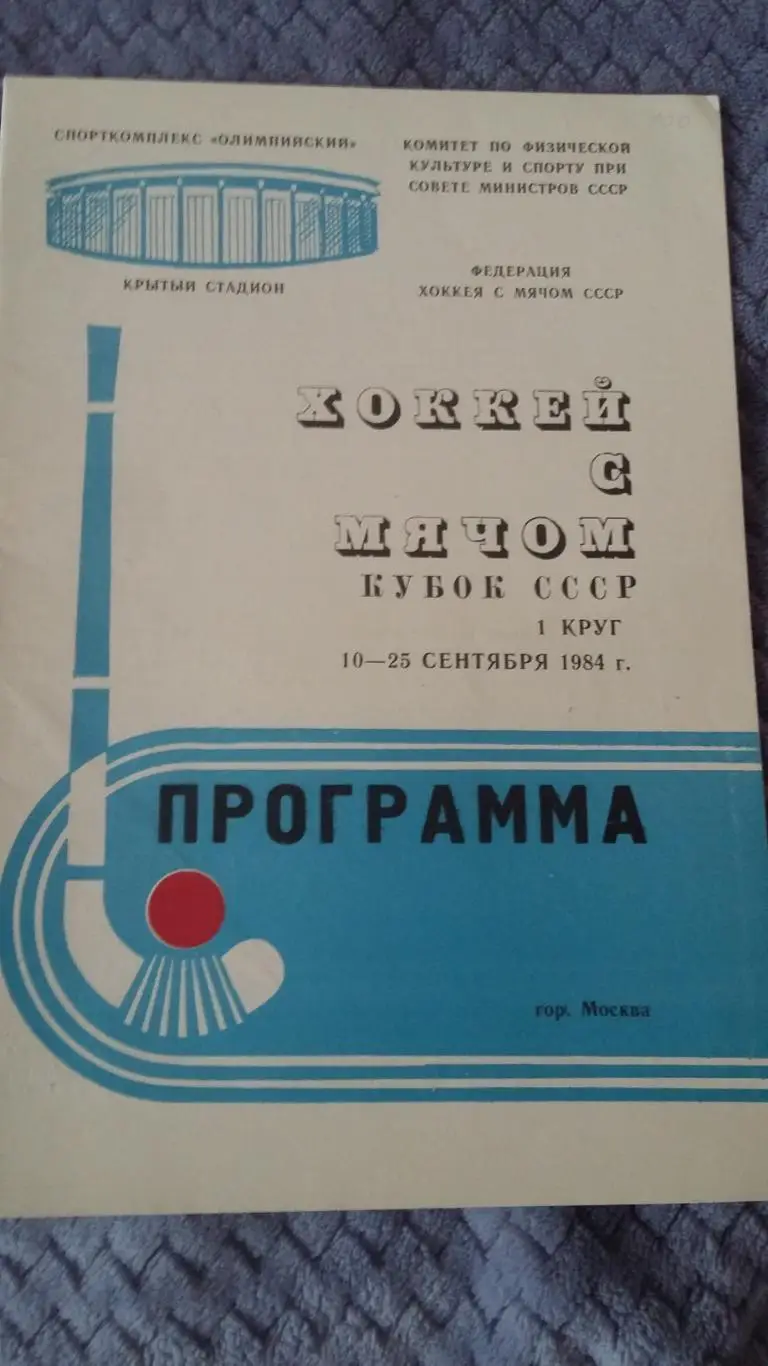 СПОРТКОМПЛЕКС «ОЛИМПИЙСКИЙ»
КРЫТЫЙ СТАДИОН
КОМИТЕТ ПО ФИЗИЧЕСКОЙ
КУЛЬТУРЕ И СПОРТУ ПРИ
СОВЕТЕ МИНИСТРОВ СССР
ФЕДЕРАЦИЯ
ХОККЕЯ С МЯЧОМ СССР
ХОККЕЙ
С
МЯЧОМ
КУБОК СССР
1 КРУГ
10—25 СЕНТЯБРЯ 1984 г.
ПРОГРАММА
гор. Москва